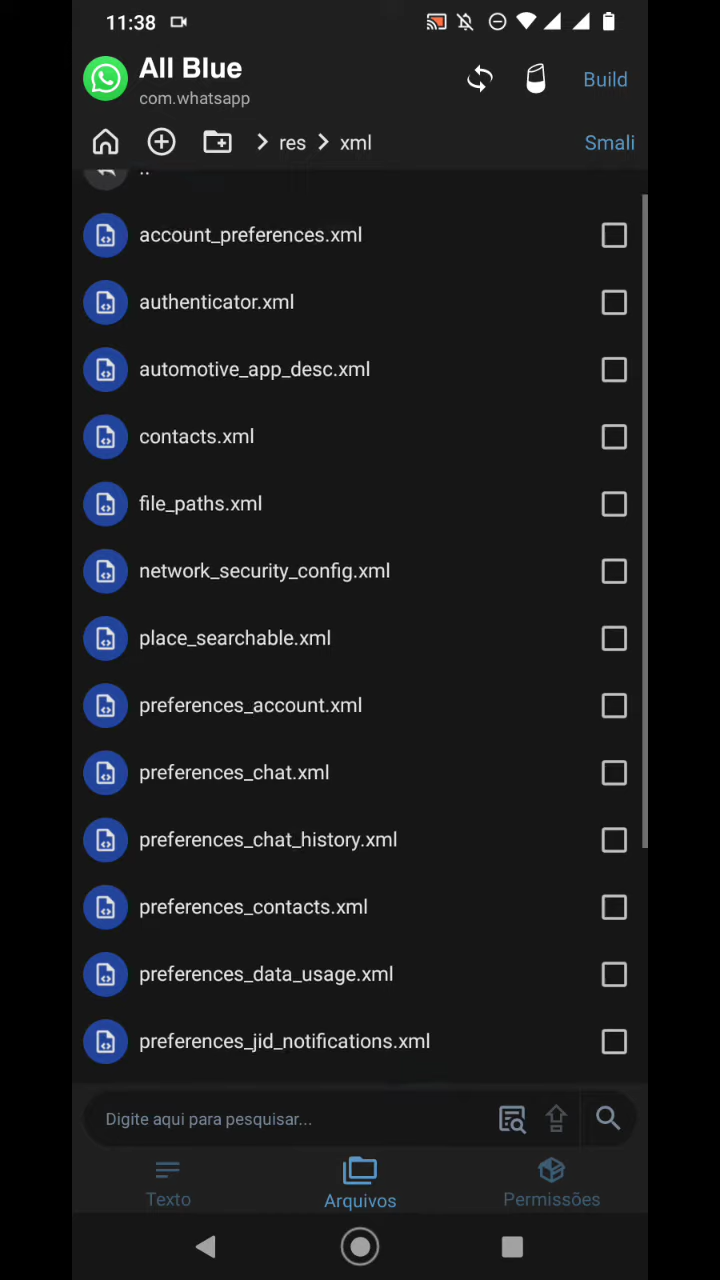 11:38
All Blue
com.whatsapp
Build
res
xml
Smali
..
account_preferences.xml
authenticator.xml
automotive_app_desc.xml
contacts.xml
file_paths.xml
network_security_config.xml
place_searchable.xml
preferences_account.xml
preferences_chat.xml
preferences_chat_history.xml
preferences_contacts.xml
preferences_data_usage.xml
preferences_jid_notifications.xml
Digite aqui para pesquisar...
Texto
Arquivos
Permissões